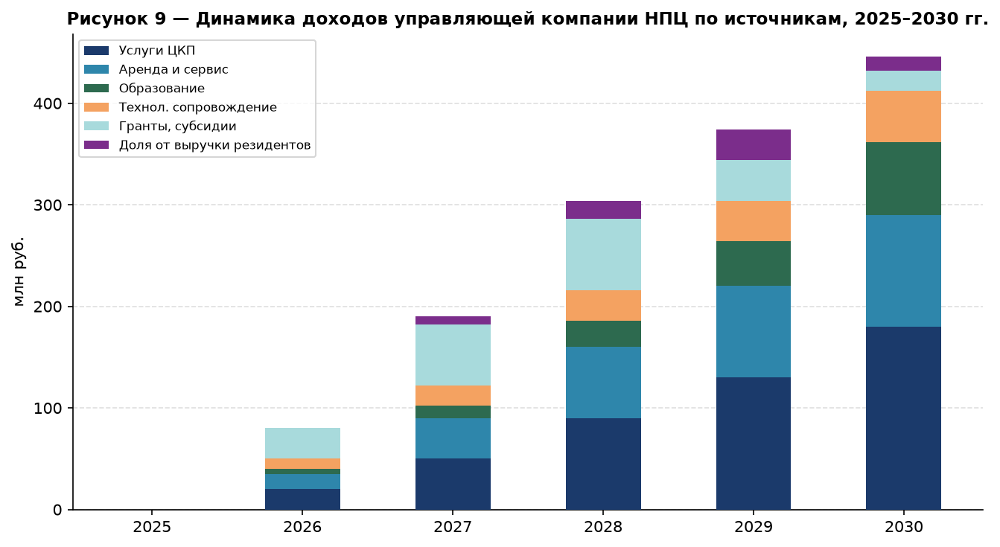 Рисунок 9 — Динамика доходов управляющей компании НПЦ по источникам, 2025–2030 гг.
Услуги ЦКП
Аренда и сервис
Образование
Технол. сопровождение
Гранты, субсидии
Доля от выручки резидентов
млн руб.
400
300
200
100
0
2025 2026 2027 2028 2029 2030